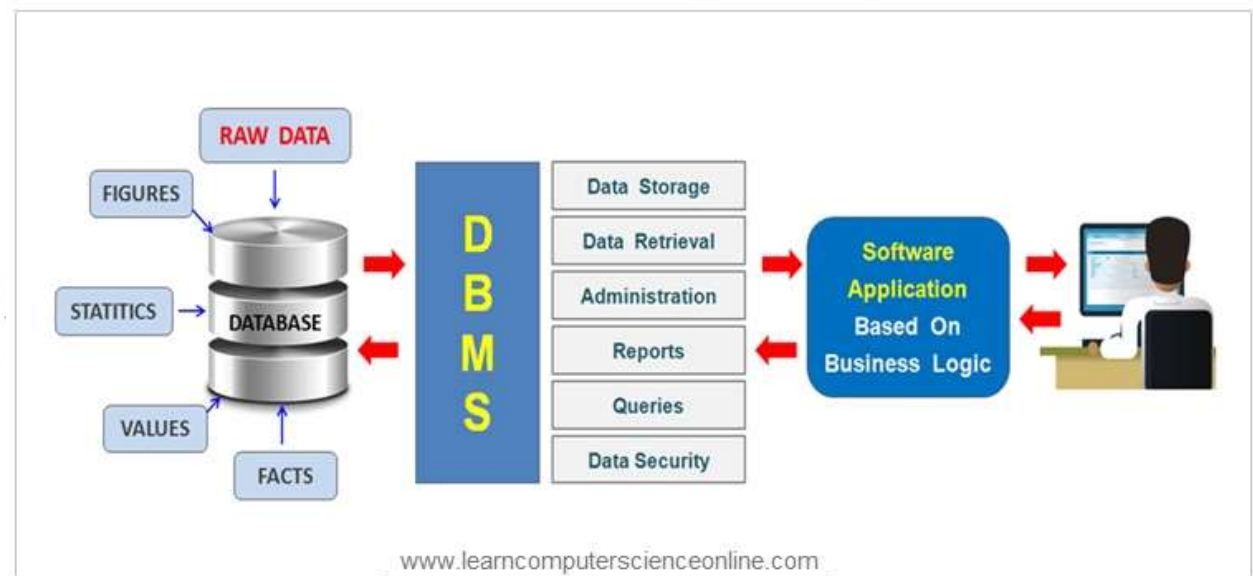 RAW DATA
FIGURES
STATITICS
DATABASE
VALUES
FACTS
D
B
M
S
Data Storage
Data Retrieval
Administration
Reports
Queries
Data Security
Software
Application
Based On
Business Logic
www.learncomputerscienceonline.com